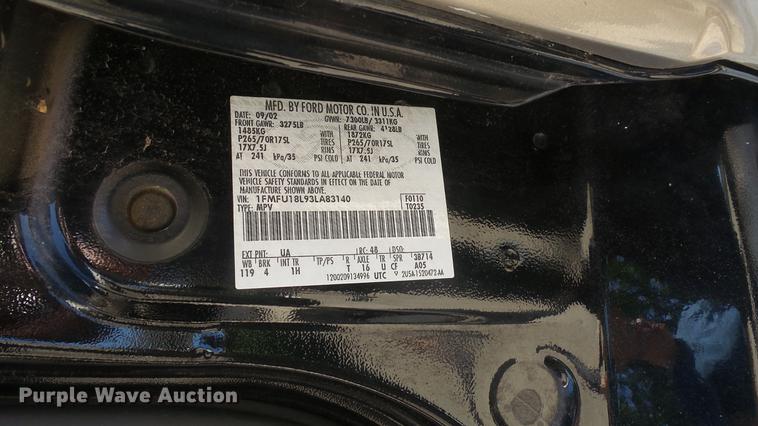 MFD. BY FORD MOTOR CO. IN U.S.A.
DATE: 09/02 GVWR: 7300LB/ 3311KG
FRONT GAWR: 3275LB REAR GAWR: 4128LB
1485KG WITH 1872KG WITH
P265/70R17SL TIRES P265/70R17SL TIRES
17X7.5J RIMS 17X7.5J RIMS
AT 241 kPa/35 PSI COLD AT 241 kPa/35 PSI COLD
THIS VEHICLE CONFORMS TO ALL APPLICABLE FEDERAL MOTOR
VEHICLE SAFETY STANDARDS IN EFFECT ON THE DATE OF
MANUFACTURE SHOWN ABOVE.
VIN: 1FMFU18L93LA83140 F0110
TYPE: MPV T0235
EXT PNT: UA RC: 48 DSO:
WB BRK INT TR TP/PS R AXLE TR SPR 38714
119 4 1H T 16 U CF A05
1200209134996 UTC 2U5A1520472AA
Purple Wave Auction